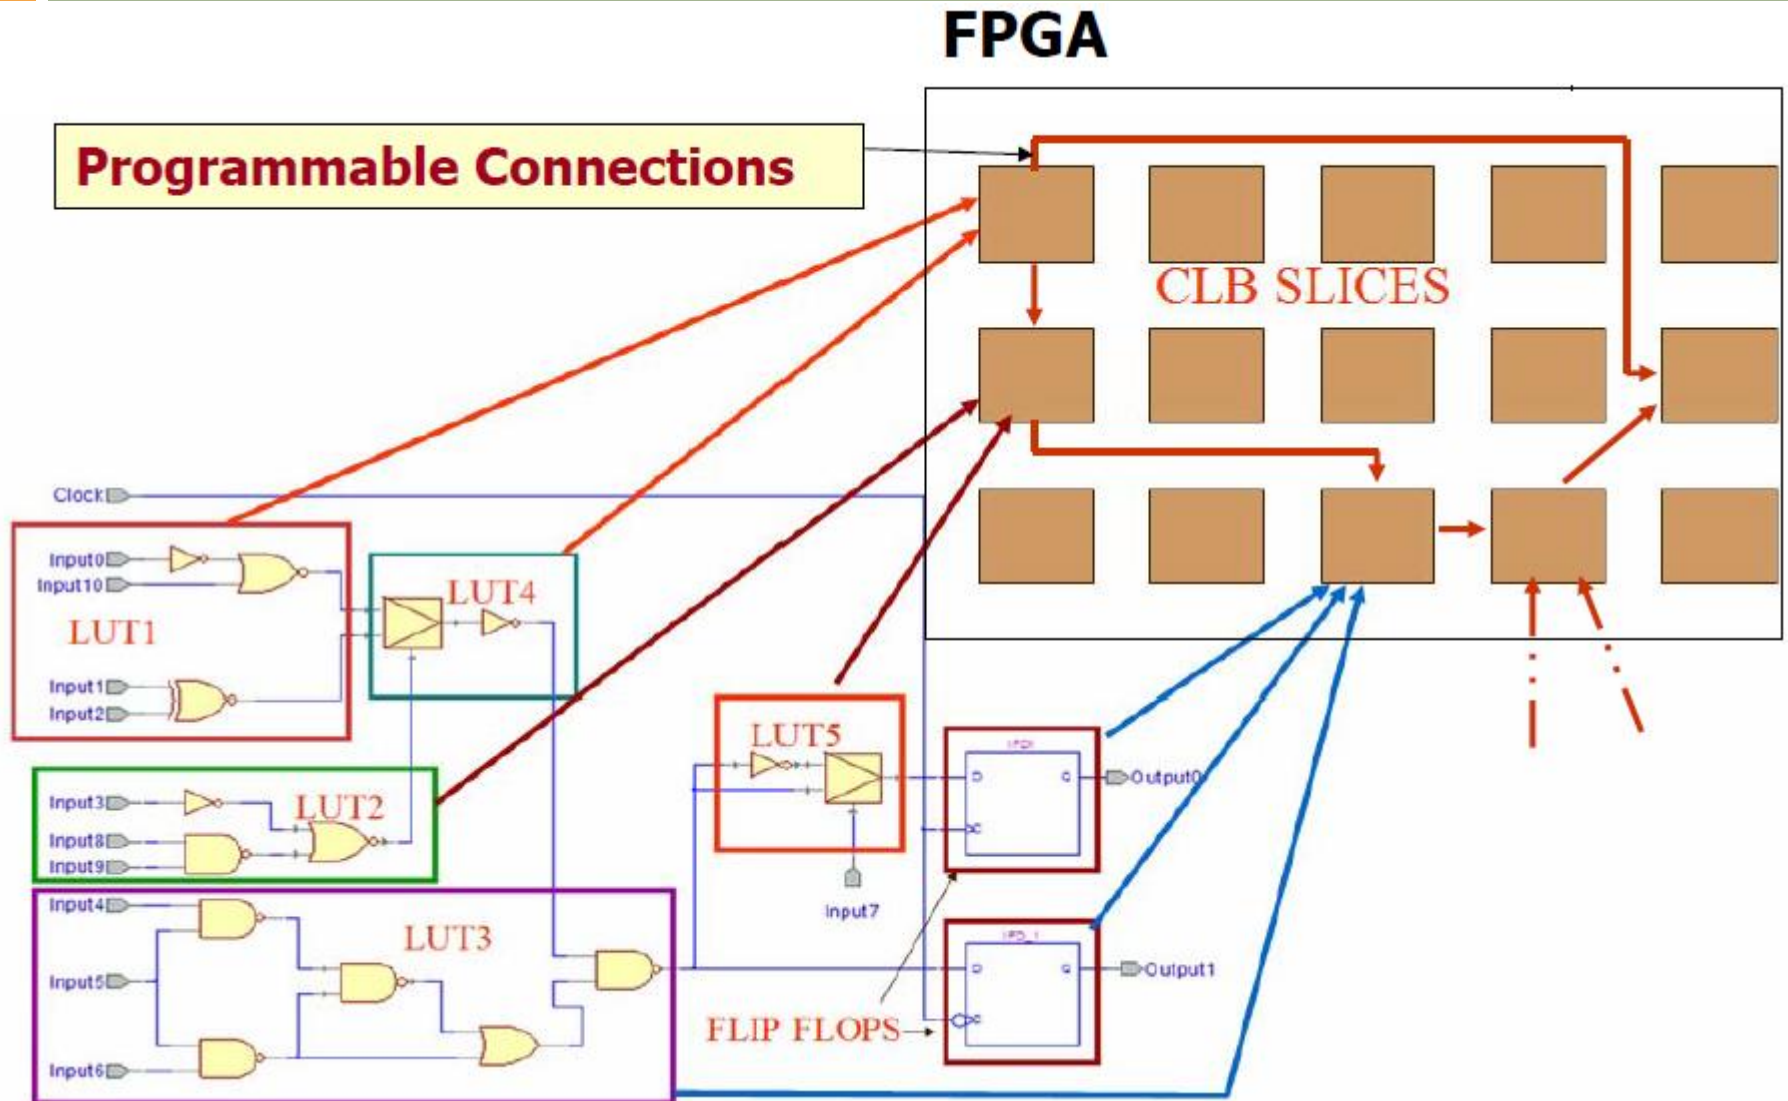 FPGA
Programmable Connections
CLB SLICES
Clock
Input0
Input10
LUT1
LUT4
Input1
Input2
LUT5
Input3
LUT2
Input8
Input9
D
Q
Output0
Input7
Input4
LUT3
Input5
D
Q
Output1
FLIP FLOPS
Input6